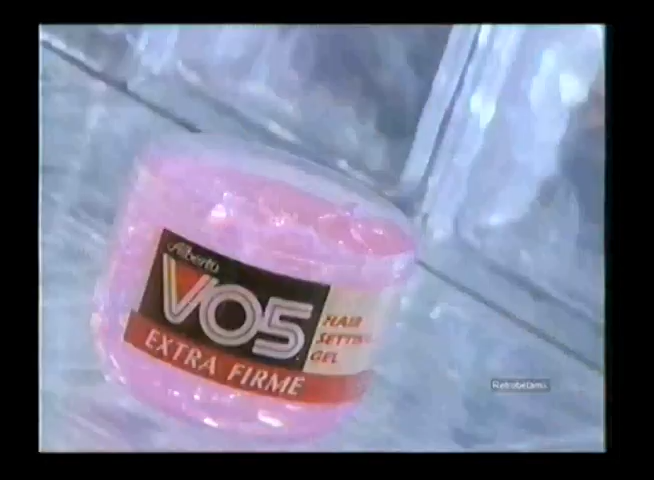 Alberto
VO5
HAIR
SETTING
GEL
EXTRA FIRME